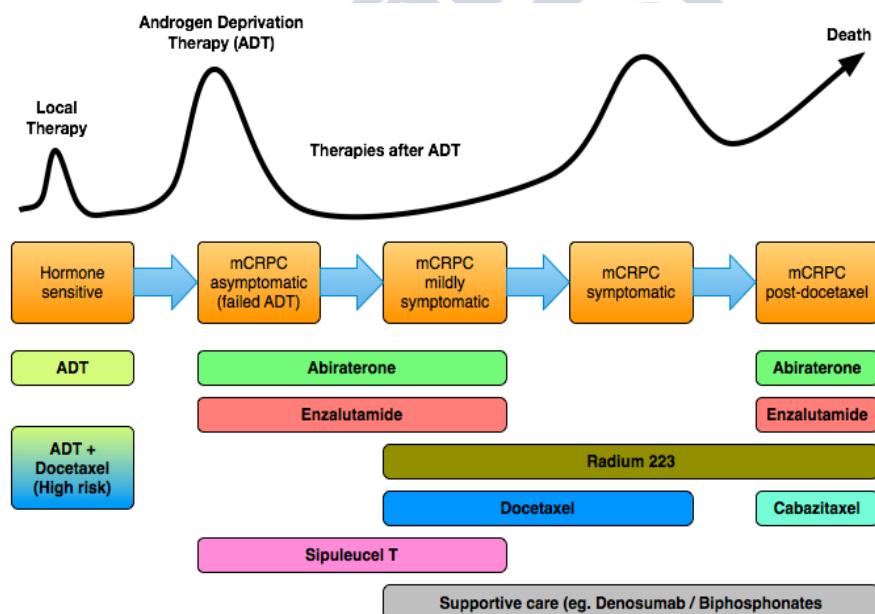 Androgen Deprivation
Therapy (ADT)
Death
Local
Therapy
Therapies after ADT
Hormone
sensitive
mCRPC
asymptomatic
(failed ADT)
mCRPC
mildly
symptomatic
mCRPC
symptomatic
mCRPC
post-docetaxel
ADT
Abiraterone
Abiraterone
Enzalutamide
Enzalutamide
ADT +
Docetaxel
(High risk)
Radium 223
Docetaxel
Cabazitaxel
Sipuleucel T
Supportive care (eg. Denosumab / Biphosphonates